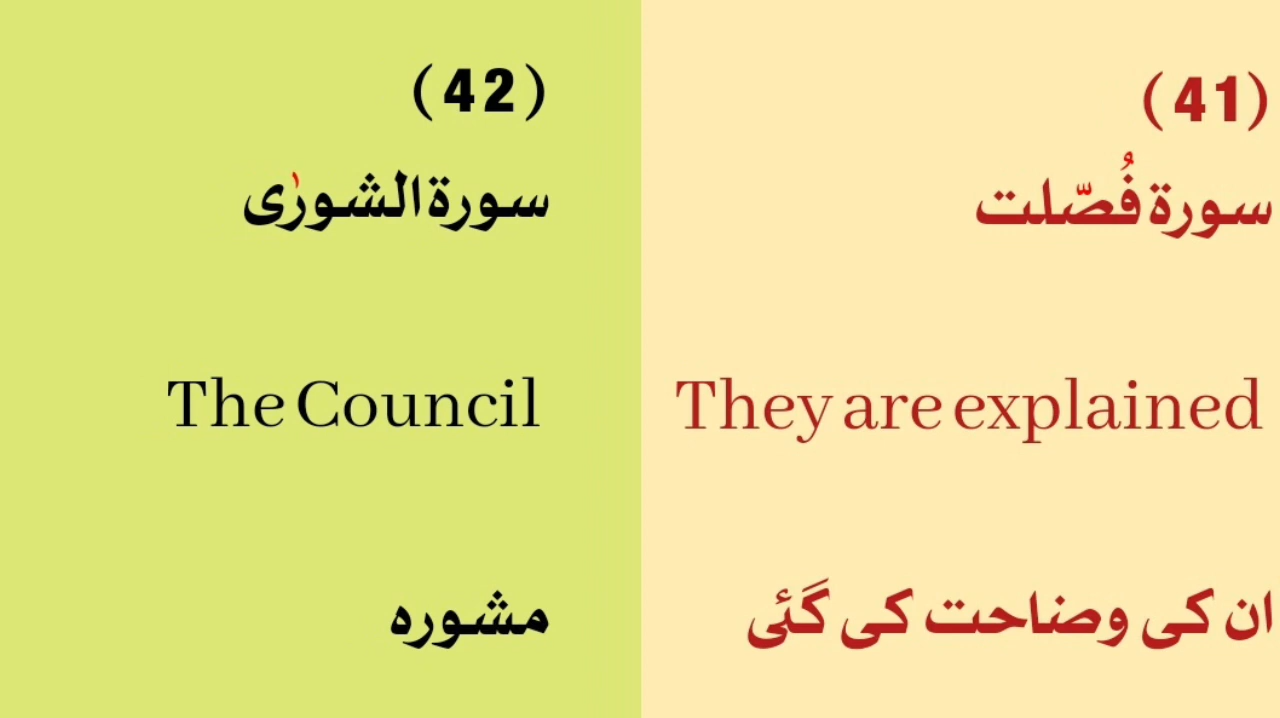 (41)
سورة فُصّلت
They are explained
ان کی وضاحت کی گئی
(42)
سورة الشورٰی
The Council
مشورہ